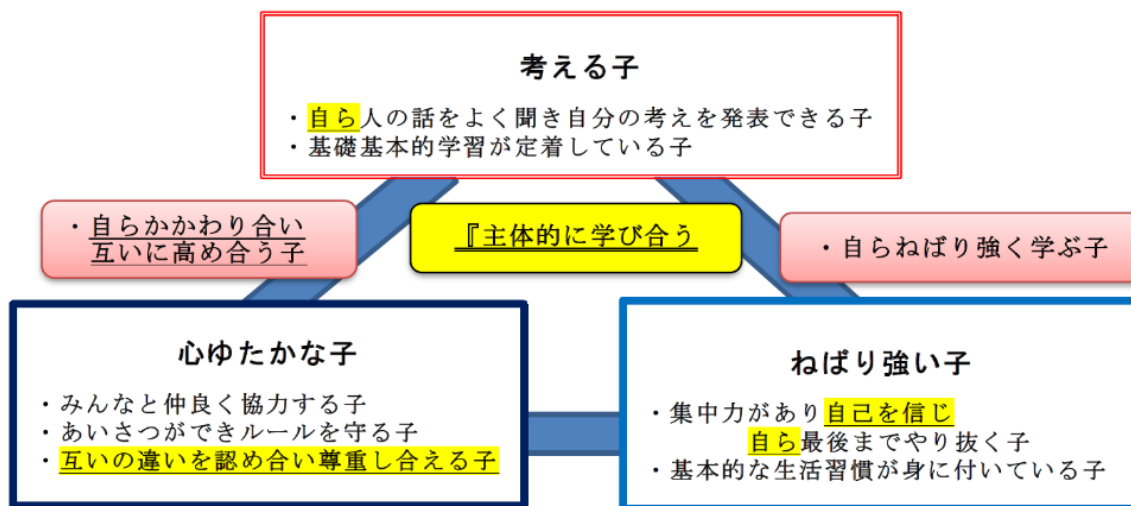 考える子
・自ら人の話をよく聞き自分の考えを発表できる子
・基礎基本的学習が定着している子
・自らかかわり合い
互いに高め合う子
『主体的に学び合う
・自らねばり強く学ぶ子
心ゆたかな子
・みんなと仲良く協力する子
・あいさつができルールを守る子
・互いの違いを認め合い尊重し合える子
ねばり強い子
・集中力があり自己を信じ
自ら最後までやり抜く子
・基本的な生活習慣が身に付いている子